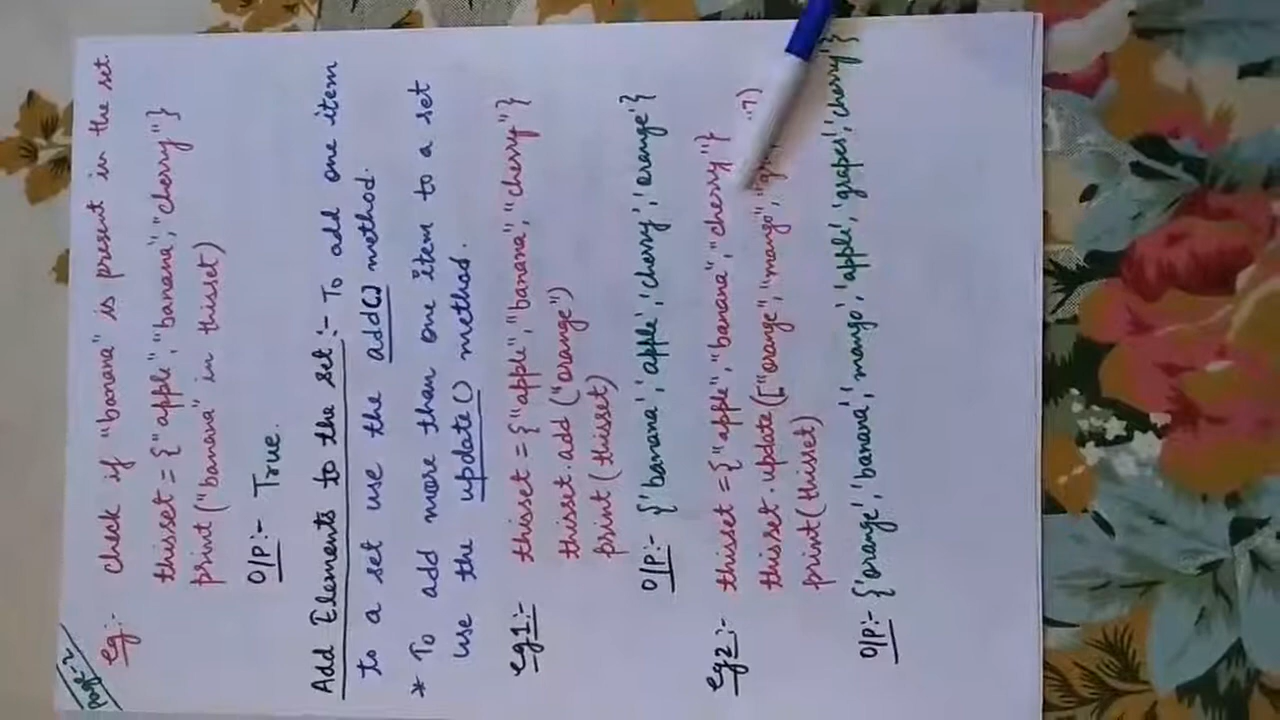 page-2
eg:- check if "banana" is present in the set.
thisset = {"apple","banana","cherry"}
print("banana" in thisset)
O/P:- True.
Add Elements to the set:- To add one item
to a set use the add() method.
* To add more than one item to a set
use the update() method.
eg1:- thisset = {"apple","banana","cherry"}
thisset.add("orange")
print(thisset)
O/P:- {'banana','apple','cherry','orange'}
eg2:- thisset = {"apple","banana","cherry"}
thisset.update(["orange","mango",
print(thisset)
O/P:- {'orange','banana','mango','apple','grapes','cherry'}